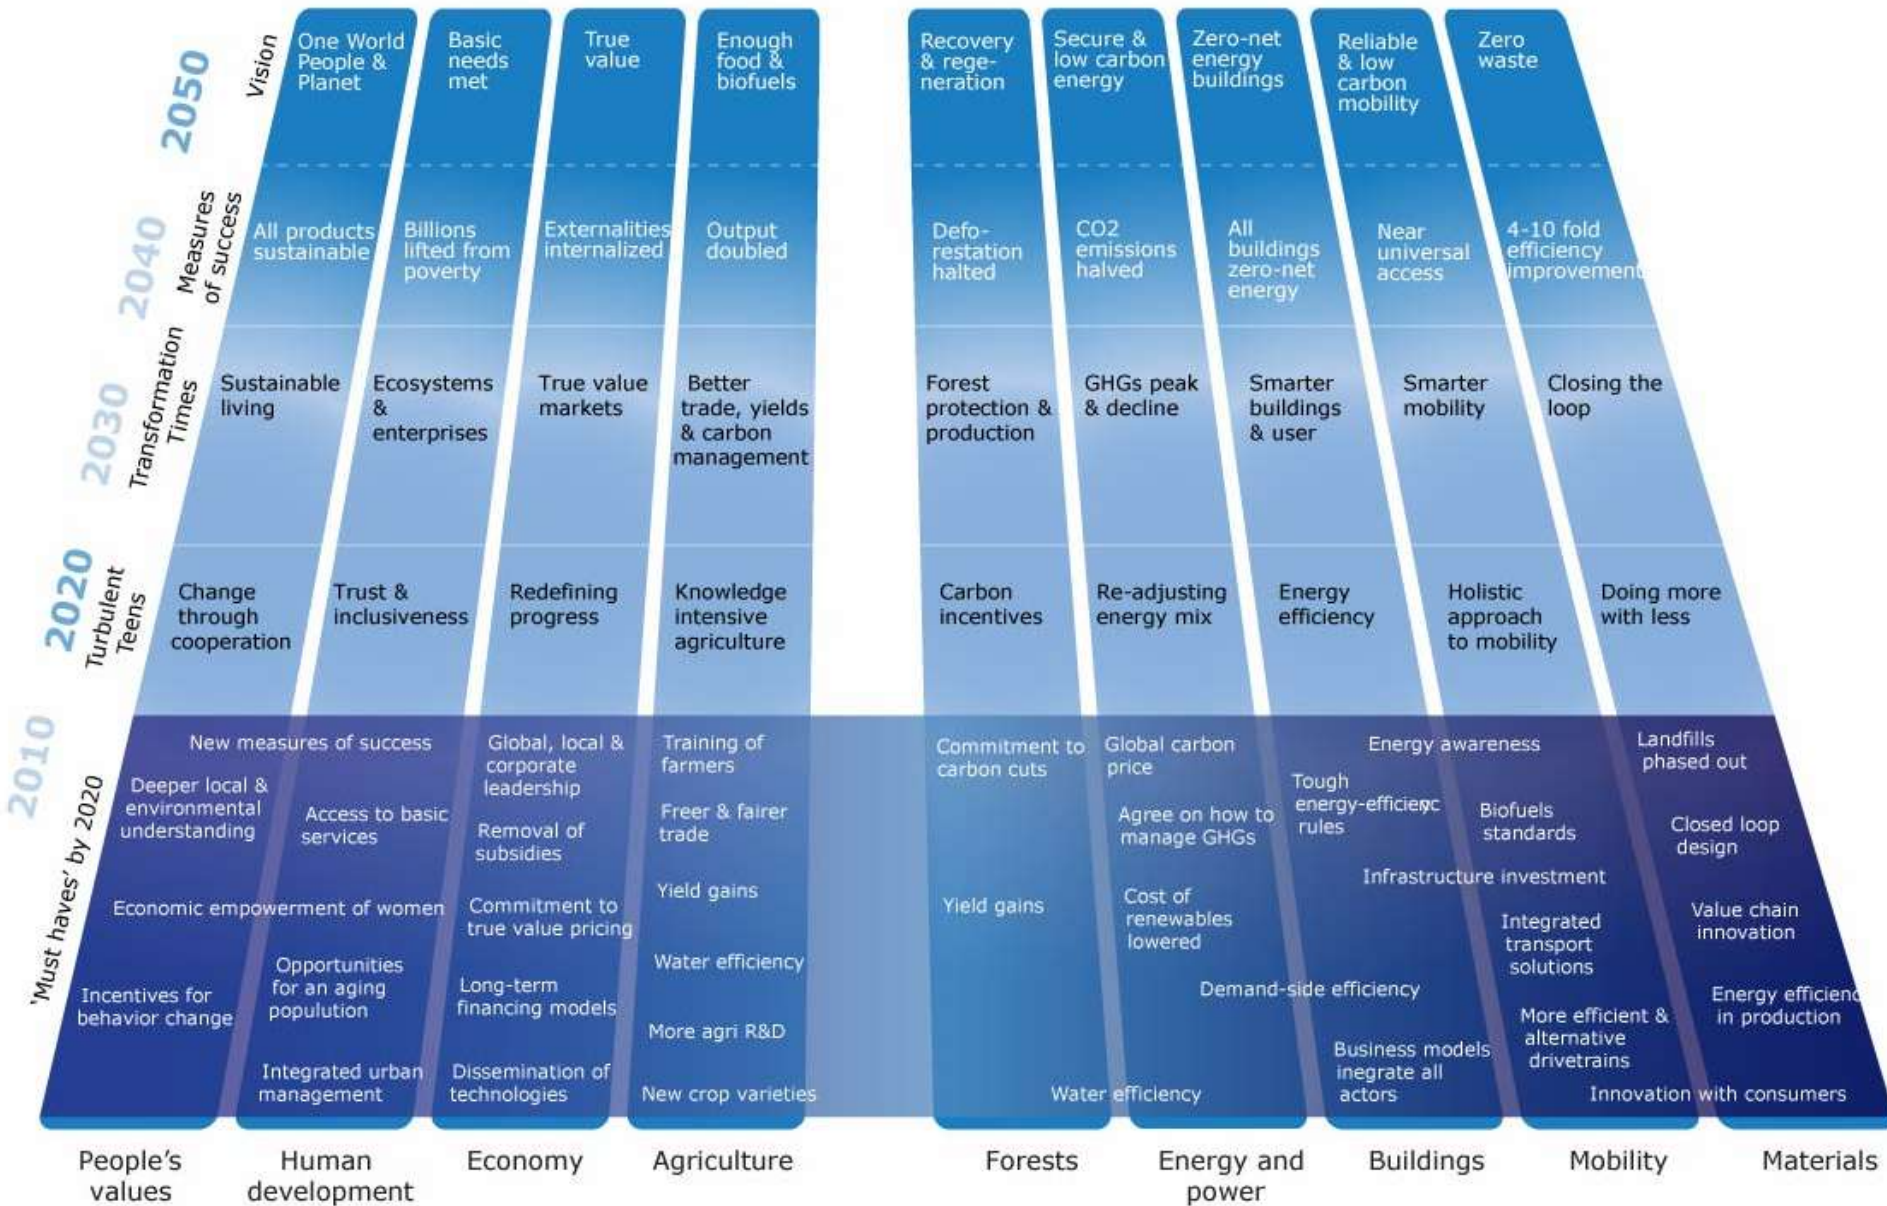 2050
Vision
One World
People &
Planet
Basic
needs
met
True
value
Enough
food &
biofuels
Recovery
& rege-
neration
Secure &
low carbon
energy
Zero-net
energy
buildings
Reliable
& low
carbon
mobility
Zero
waste
2040
Measures
of success
All products
sustainable
Billions
lifted from
poverty
Externalities
internalized
Output
doubled
Defo-
restation
halted
CO2
emissions
halved
All
buildings
zero-net
energy
Near
universal
access
4-10 fold
efficiency
improvement
2030
Transformation
Times
Sustainable
living
Ecosystems
&
enterprises
True value
markets
Better
trade, yields
& carbon
management
Forest
protection &
production
GHGs peak
& decline
Smarter
buildings
& user
Smarter
mobility
Closing the
loop
2020
Turbulent
Teens
Change
through
cooperation
Trust &
inclusiveness
Redefining
progress
Knowledge
intensive
agriculture
Carbon
incentives
Re-adjusting
energy mix
Energy
efficiency
Holistic
approach
to mobility
Doing more
with less
2010
'Must haves' by 2020
New measures of success
Deeper local &
environmental
understanding
Access to basic
services
Economic empowerment of women
Incentives for
behavior change
Opportunities
for an aging
populution
Integrated urban
management
Global, local &
corporate
leadership
Removal of
subsidies
Commitment to
true value pricing
Long-term
financing models
Dissemination of
technologies
Training of
farmers
Freer & fairer
trade
Yield gains
Water efficiency
More agri R&D
New crop varieties
Commitment to
carbon cuts
Yield gains
Water efficiency
Global carbon
price
Agree on how to
manage GHGs
Cost of
renewables
lowered
Demand-side efficiency
Energy awareness
Tough
energy-efficienc
rules
Infrastructure investment
Business models
inegrate all
actors
Biofuels
standards
Integrated
transport
solutions
More efficient &
alternative
drivetrains
Innovation with consumers
Landfills
phased out
Closed loop
design
Value chain
innovation
Energy efficienc
in production
People's
values
Human
development
Economy
Agriculture
Forests
Energy and
power
Buildings
Mobility
Materials